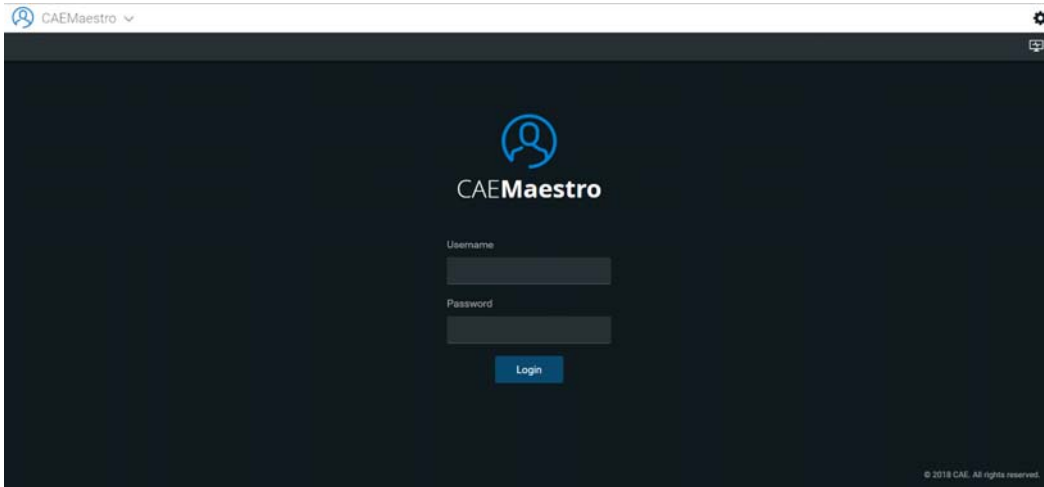 CAEMaestro
CAEMaestro
Username
Password
Login
© 2018 CAE. All rights reserved.